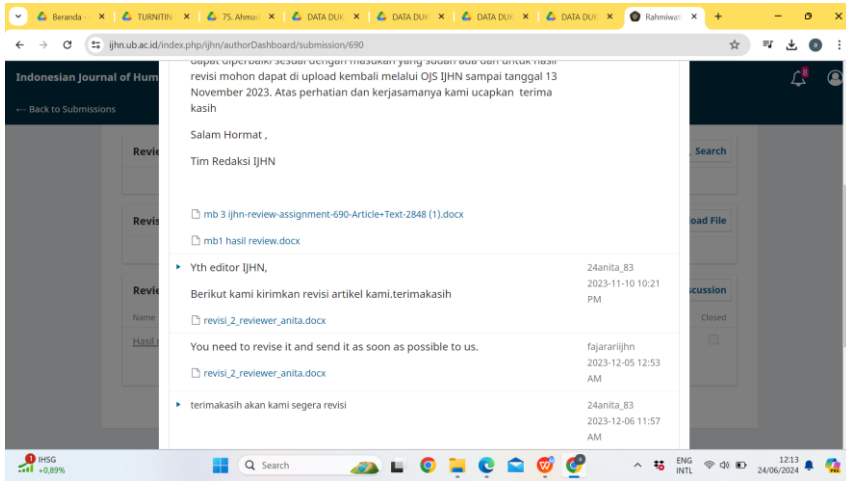 Beranda -
TURNITIN
75. Ahmad
DATA DUK
DATA DUK
DATA DUK
DATA DUK
Rahmiwati
ijhn.ub.ac.id/index.php/ijhn/authorDashboard/submission/690
Indonesian Journal of Hum
8
← Back to Submissions
dapat diperbaiki sesuai dengan masukan yang sudah ada dan untuk hasil
revisi mohon dapat di upload kembali melalui OJS IJHN sampai tanggal 13
November 2023. Atas perhatian dan kerjasamanya kami ucapkan terima
kasih
Salam Hormat ,
Tim Redaksi IJHN
mb 3 ijhn-review-assignment-690-Article+Text-2848 (1).docx
mb1 hasil review.docx
Yth editor IJHN,
Berikut kami kirimkan revisi artikel kami.terimakasih
revisi_2_reviewer_anita.docx
24anita_83
2023-11-10 10:21
PM
You need to revise it and send it as soon as possible to us.
revisi_2_reviewer_anita.docx
fajarariijhn
2023-12-05 12:53
AM
terimakasih akan kami segera revisi
24anita_83
2023-12-06 11:57
AM
Revie
Search
Revis
oad File
Revie
scussion
Name
Closed
Hasil r
1
IHSG
+0,89%
Search
ENG
INTL
12:13
24/06/2024